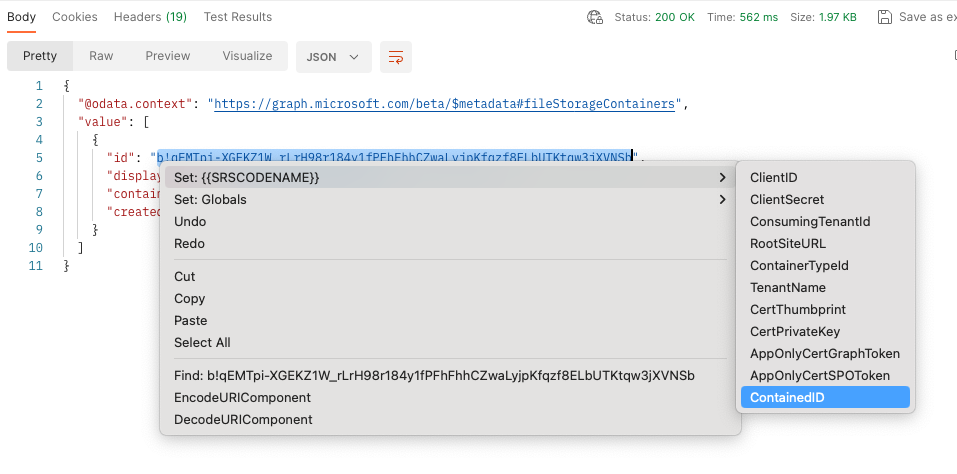 Body Cookies Headers (19) Test Results Status: 200 OK Time: 562 ms Size: 1.97 KB Save as ex
Pretty Raw Preview Visualize JSON
1 {
2 "@odata.context": "https://graph.microsoft.com/beta/$metadata#fileStorageContainers",
3 "value": [
4 {
5 "id": "b!qEMTpi-XGEKZ1W_rLrH98r184y1fPFhFhhCZwaLyjpKfqzf8ELbUTKtqw3jXVNSb",
6 "displa
7 "contai
8 "created
9 }
10 ]
11 }
Set: {{SRSCODENAME}}
Set: Globals
Undo
Redo
Cut
Copy
Paste
Select All
Find: b!qEMTpi-XGEKZ1W_rLrH98r184y1fPFhFhhCZwaLyjpKfqzf8ELbUTKtqw3jXVNSb
EncodeURIComponent
DecodeURIComponent
ClientID
ClientSecret
ConsumingTenantId
RootSiteURL
ContainerTypeId
TenantName
CertThumbprint
CertPrivateKey
AppOnlyCertGraphToken
AppOnlyCertSPOToken
ContainedID